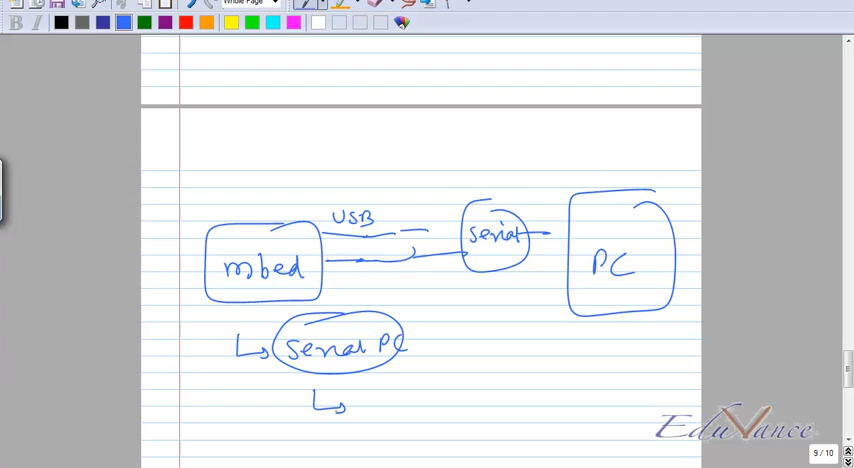 Whole Page
B I
USB
mbed
Serial
PC
Serial PC
EduVance
9 / 10